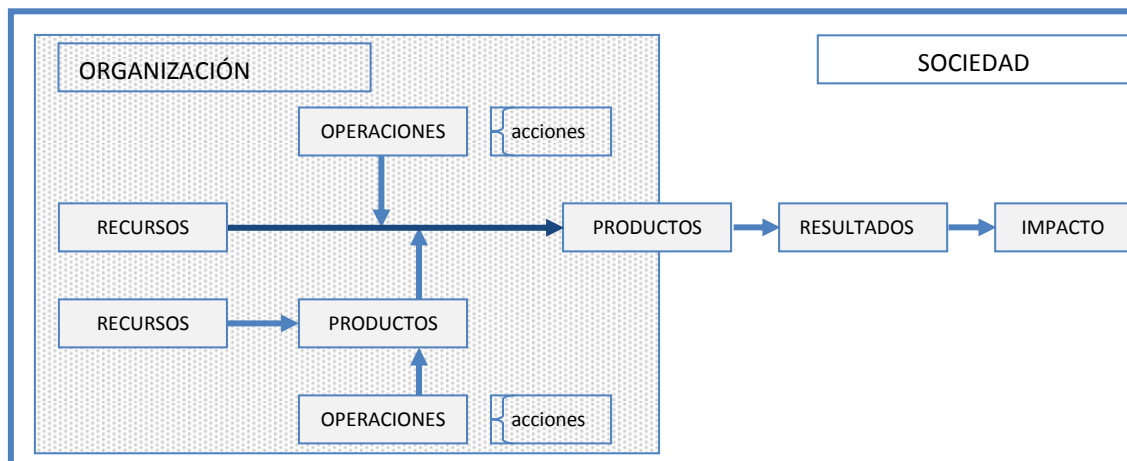 ORGANIZACIÓN
SOCIEDAD
OPERACIONES
acciones
RECURSOS
PRODUCTOS
RESULTADOS
IMPACTO
RECURSOS
PRODUCTOS
OPERACIONES
acciones